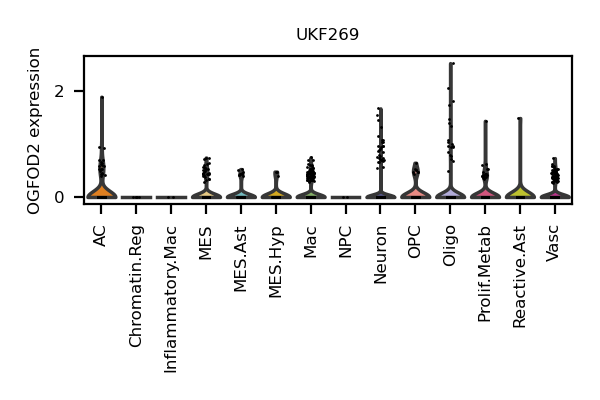 UKF269
OGFOD2 expression
2
0
AC
Chromatin.Reg
Inflammatory.Mac
MES
MES.Ast
MES.Hyp
Mac
NPC
Neuron
OPC
Oligo
Prolif.Metab
Reactive.Ast
Vasc